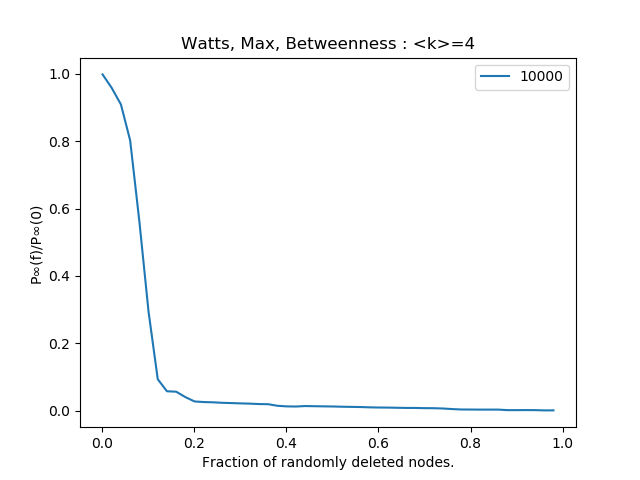 Watts, Max, Betweenness : <k>=4
10000
P∞(f)/P∞(0)
1.0
0.8
0.6
0.4
0.2
0.0
0.0 0.2 0.4 0.6 0.8 1.0
Fraction of randomly deleted nodes.